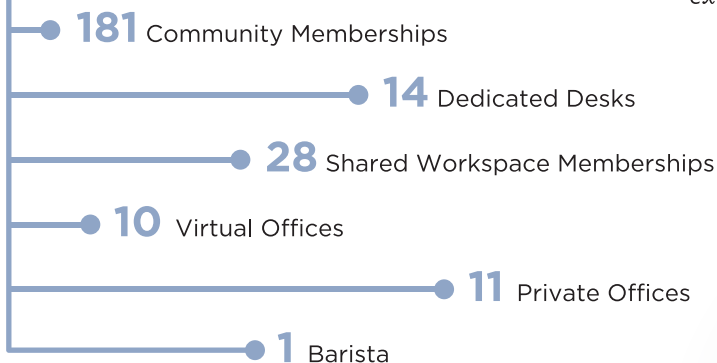 181 Community Memberships
14 Dedicated Desks
28 Shared Workspace Memberships
10 Virtual Offices
11 Private Offices
1 Barista